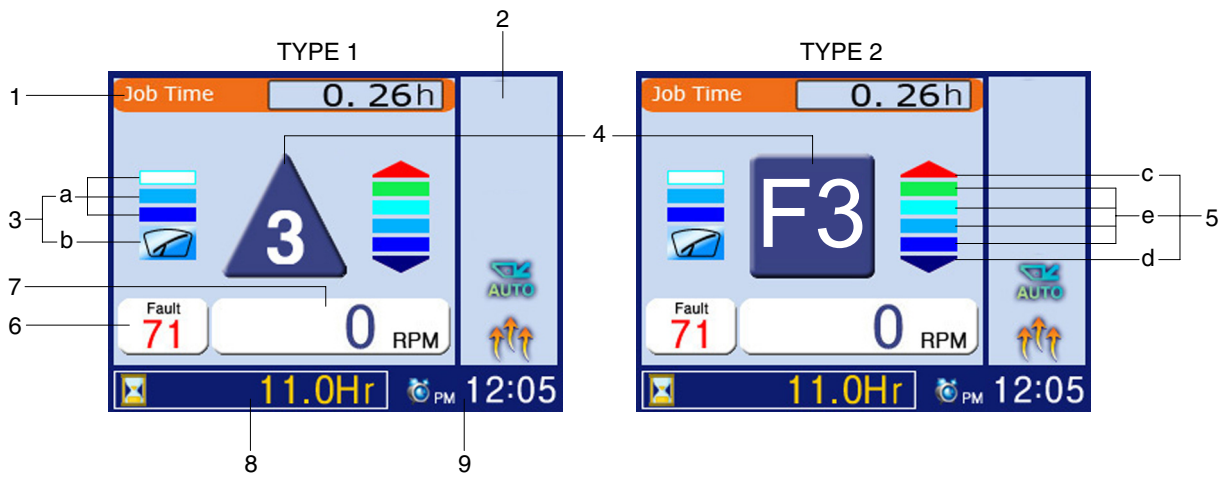 2
TYPE 1
TYPE 2
1
Job Time
0. 26h
Job Time
0. 26h
4
3
a
b
3
F3
c
e
d
5
AUTO
AUTO
7
6
Fault
71
0
RPM
Fault
71
0
RPM
11.0Hr
PM
12:05
11.0Hr
PM
12:05
8
9